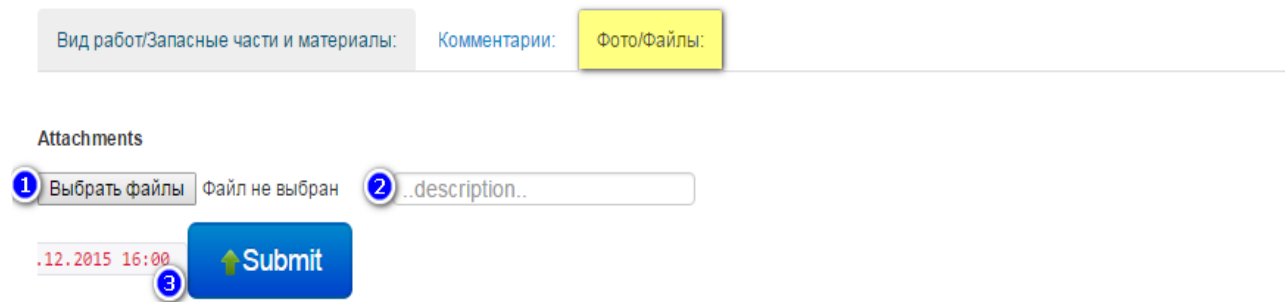 Вид работ/Запасные части и материалы: Комментарии: Фото/Файлы:
Attachments
1 Выбрать файлы Файл не выбран 2 ..description..
.12.2015 16:00 3 Submit